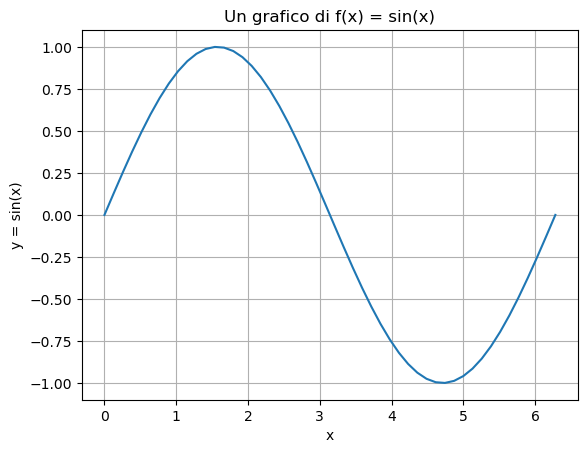 Un grafico di f(x) = sin(x)
1.00
0.75
0.50
0.25
0.00
−0.25
−0.50
−0.75
−1.00
y = sin(x)
0 1 2 3 4 5 6
x